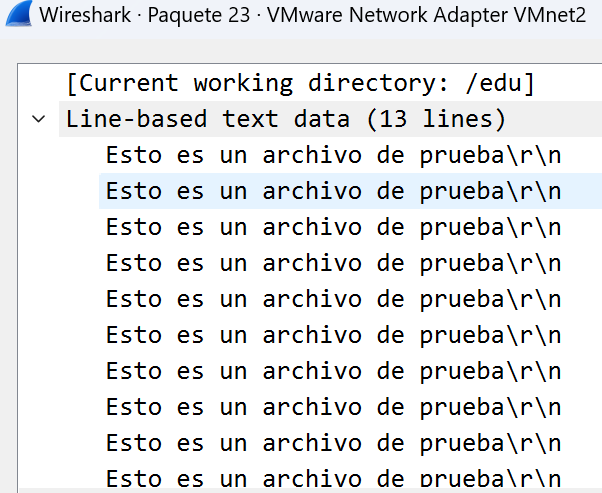 Wireshark · Paquete 23 · VMware Network Adapter VMnet2
[Current working directory: /edu]
Line-based text data (13 lines)
Esto es un archivo de prueba\r\n
Esto es un archivo de prueba\r\n
Esto es un archivo de prueba\r\n
Esto es un archivo de prueba\r\n
Esto es un archivo de prueba\r\n
Esto es un archivo de prueba\r\n
Esto es un archivo de prueba\r\n
Esto es un archivo de prueba\r\n
Esto es un archivo de prueba\r\n
Esto es un archivo de prueba\r\n